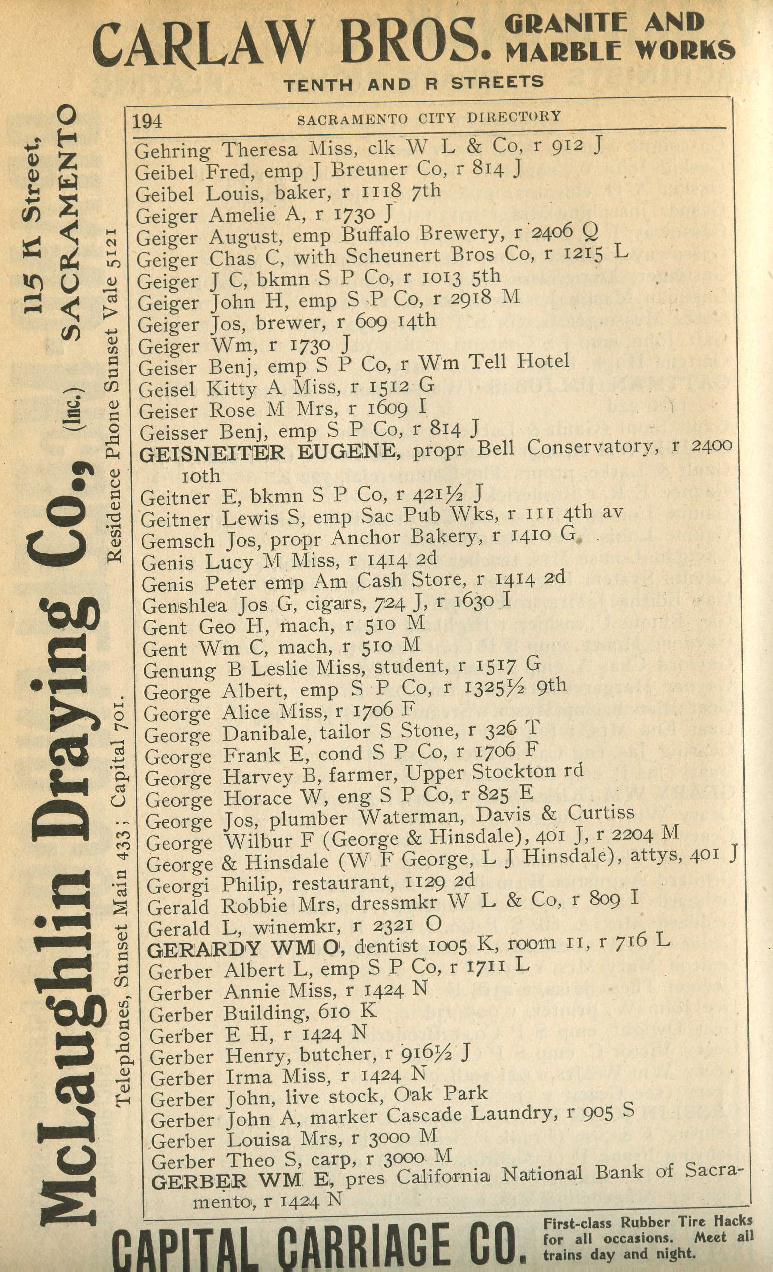 CARLAW BROS. GRANITE AND
MARBLE WORKS
TENTH AND R STREETS
194 SACRAMENTO CITY DIRECTORY
Gehring Theresa Miss, clk W L & Co, r 912 J
Geibel Fred, emp J Breuner Co, r 814 J
Geibel Louis, baker, r 1118 7th
Geiger Amelie A, r 1730 J
Geiger August, emp Buffalo Brewery, r 2406 Q
Geiger Chas C, with Scheunert Bros Co, r 1215 L
Geiger J C, bkmn S P Co, r 1013 5th
Geiger John H, emp S P Co, r 2918 M
Geiger Jos, brewer, r 609 14th
Geiger Wm, r 1730 J
Geiser Benj, emp S P Co, r Wm Tell Hotel
Geisel Kitty A Miss, r 1512 G
Geiser Rose M Mrs, r 1609 I
Geisser Benj, emp S P Co, r 814 J
GEISNEITER EUGENE, propr Bell Conservatory, r 2400
10th
Geitner E, bkmn S P Co, r 421½ J
Geitner Lewis S, emp Sac Pub Wks, r 111 4th av
Gemsch Jos, propr Anchor Bakery, r 1410 G
Genis Lucy M Miss, r 1414 2d
Genis Peter emp Am Cash Store, r 1414 2d
Genshlea Jos G, cigars, 724 J, r 1630 I
Gent Geo H, mach, r 510 M
Gent Wm C, mach, r 510 M
Genung B Leslie Miss, student, r 1517 G
George Albert, emp S P Co, r 1325½ 9th
George Alice Miss, r 1706 F
George Danibale, tailor S Stone, r 326 T
George Frank E, cond S P Co, r 1706 F
George Harvey B, farmer, Upper Stockton rd
George Horace W, eng S P Co, r 825 E
George Jos, plumber Waterman, Davis & Curtiss
George Wilbur F (George & Hinsdale), 401 J, r 2204 M
George & Hinsdale (W F George, L J Hinsdale), attys, 401 J
Georgi Philip, restaurant, 1129 2d
Gerald Robbie Mrs, dressmkr W L & Co, r 809 I
Gerald L, winemkr, r 2321 O
GERARDY WM O, dentist 1005 K, room 11, r 716 L
Gerber Albert L, emp S P Co, r 1711 L
Gerber Annie Miss, r 1424 N
Gerber Building, 610 K
Gerber E H, r 1424 N
Gerber Henry, butcher, r 916½ J
Gerber Irma Miss, r 1424 N
Gerber John, live stock, Oak Park
Gerber John A, marker Cascade Laundry, r 905 S
Gerber Louisa Mrs, r 3000 M
Gerber Theo S, carp, r 3000 M
GERBER WM E, pres California National Bank of Sacra-
mento, r 1424 N
McLaughlin Draying Co., (Inc.)
115 K Street,
SACRAMENTO
Telephones, Sunset Main 433; Capital 701. Residence Phone Sunset Vale 5121
CAPITAL CARRIAGE CO.
First-class Rubber Tire Hacks
for all occasions. Meet all
trains day and night.